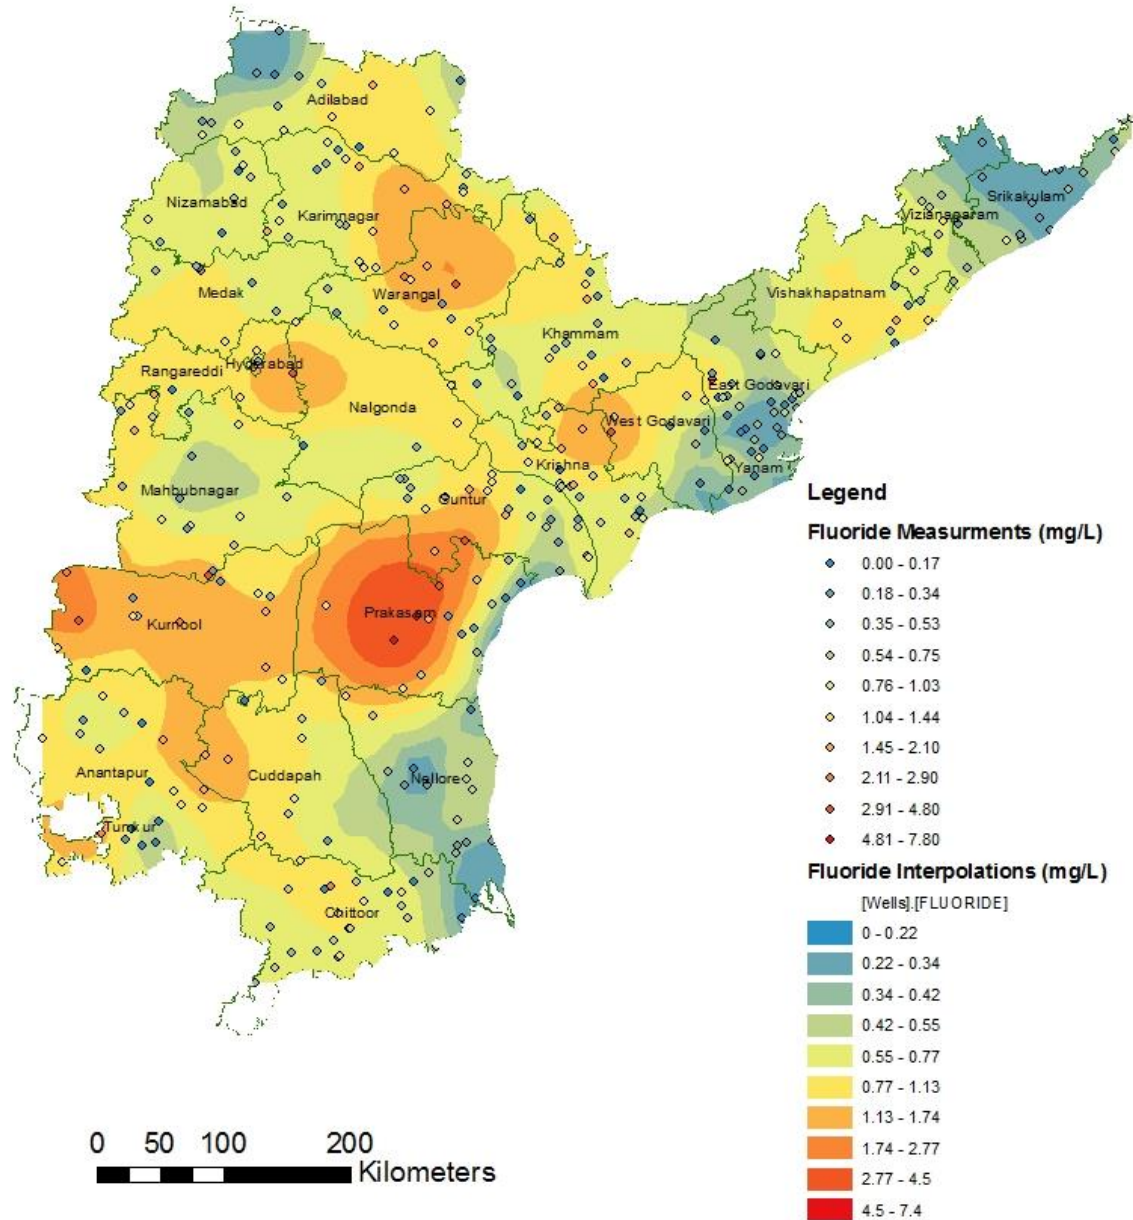 Adilabad
Nizamabad
Karimnagar
Srikakulam
Vizianagaram
Medak
Warangal
Vishakhapatnam
Khammam
Rangareddi
Hyderabad
East Godavari
Nalgonda
West Godavari
Krishna
Yanam
Mahbubnagar
Guntur
Prakasam
Kurnool
Anantapur
Cuddapah
Nellore
Tumkur
Chittoor
Legend
Fluoride Measurments (mg/L)
0.00 - 0.17
0.18 - 0.34
0.35 - 0.53
0.54 - 0.75
0.76 - 1.03
1.04 - 1.44
1.45 - 2.10
2.11 - 2.90
2.91 - 4.80
4.81 - 7.80
Fluoride Interpolations (mg/L)
[Wells].[FLUORIDE]
0 - 0.22
0.22 - 0.34
0.34 - 0.42
0.42 - 0.55
0.55 - 0.77
0.77 - 1.13
1.13 - 1.74
1.74 - 2.77
2.77 - 4.5
4.5 - 7.4
0 50 100 200
Kilometers